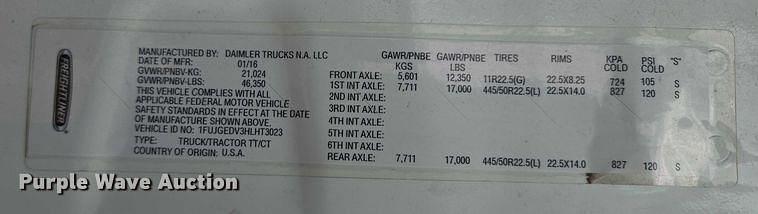 FREIGHTLINER
MANUFACTURED BY: DAIMLER TRUCKS N.A. LLC
DATE OF MFR: 01/16
GVWR/PNBV-KG: 21,024
GVWR/PNBV-LBS: 46,350
THIS VEHICLE COMPLIES WITH ALL
APPLICABLE FEDERAL MOTOR VEHICLE
SAFETY STANDARDS IN EFFECT AT THE DATE
OF MANUFACTURE SHOWN ABOVE.
VEHICLE ID NO.: 1FUJGEDV3HLHT3023
TYPE: TRUCK/TRACTOR TT/CT
COUNTRY OF ORIGIN: U.S.A.
GAWR/PNBE KGS GAWR/PNBE LBS TIRES RIMS KPA COLD PSI COLD "S"
FRONT AXLE: 5,601 12,350 11R22.5(G) 22.5X8.25 724 105 S
1ST INT AXLE: 7,711 17,000 445/50R22.5(L) 22.5X14.0 827 120 S
2ND INT AXLE:
3RD INT AXLE:
4TH INT AXLE:
5TH INT AXLE:
6TH INT AXLE:
REAR AXLE: 7,711 17,000 445/50R22.5(L) 22.5X14.0 827 120 S
Purple Wave Auction